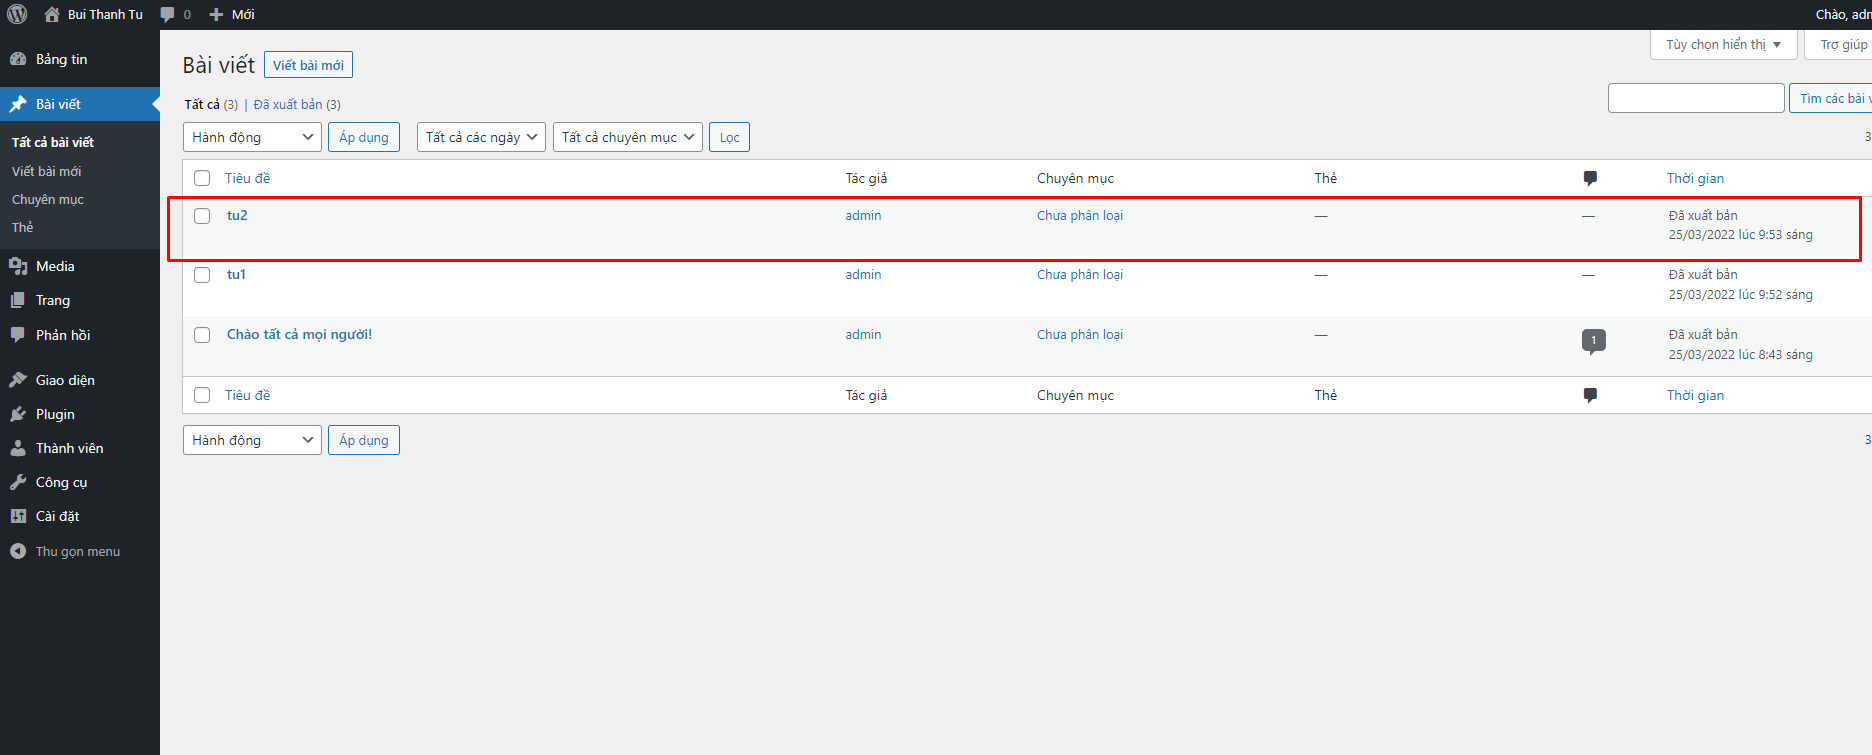 Bui Thanh Tu 0 Mới Chào, adm
Bảng tin
Bài viết
Tất cả bài viết
Viết bài mới
Chuyên mục
Thẻ
Media
Trang
Phản hồi
Giao diện
Plugin
Thành viên
Công cụ
Cài đặt
Thu gọn menu
Tùy chọn hiển thị Trợ giúp
Bài viết Viết bài mới
Tất cả (3) | Đã xuất bản (3)
Tìm các bài v
Hành động Áp dụng Tất cả các ngày Tất cả chuyên mục Lọc 3
Tiêu đề Tác giả Chuyên mục Thẻ Thời gian
tu2 admin Chưa phân loại — — Đã xuất bản
25/03/2022 lúc 9:53 sáng
tu1 admin Chưa phân loại — — Đã xuất bản
25/03/2022 lúc 9:52 sáng
Chào tất cả mọi người! admin Chưa phân loại — 1 Đã xuất bản
25/03/2022 lúc 8:43 sáng
Tiêu đề Tác giả Chuyên mục Thẻ Thời gian
Hành động Áp dụng 3